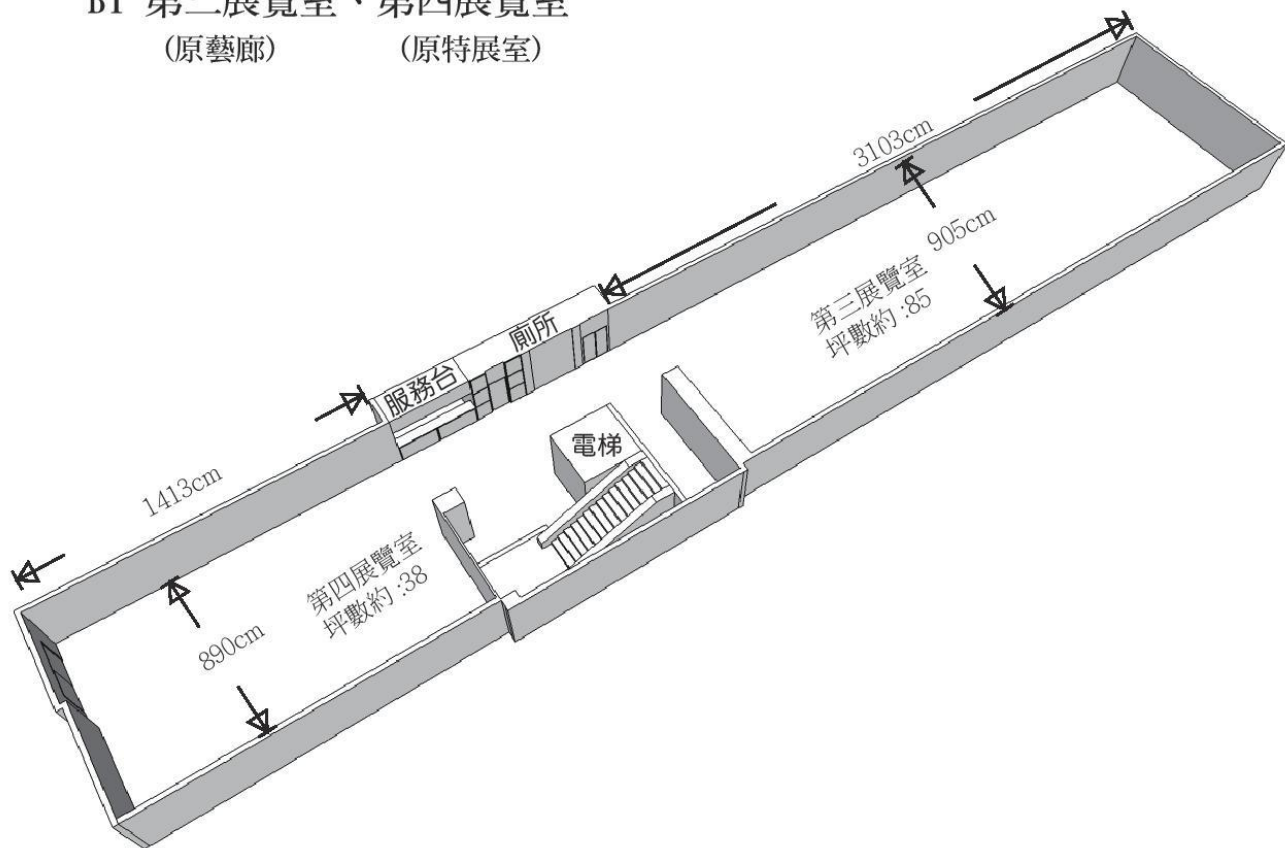 B1 第三展覽室、第四展覽室
(原藝廊) (原特展室)
3103cm
905cm
第三展覽室
坪數約:85
廁所
服務台
電梯
1413cm
第四展覽室
坪數約:38
890cm